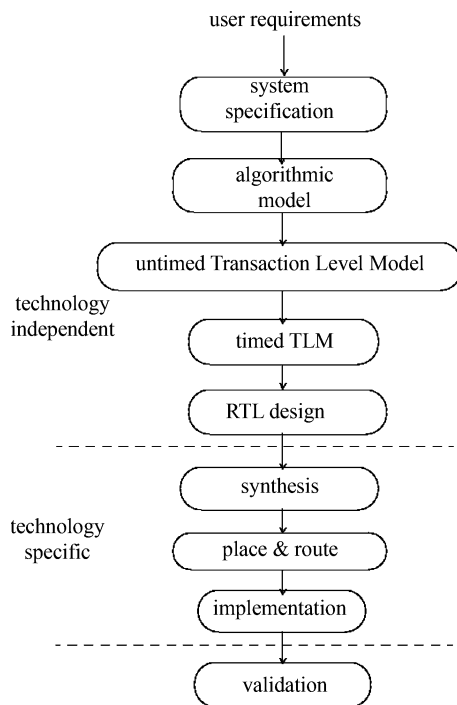 user requirements
system
specification
algorithmic
model
untimed Transaction Level Model
technology
independent
timed TLM
RTL design
synthesis
technology
specific
place & route
implementation
validation